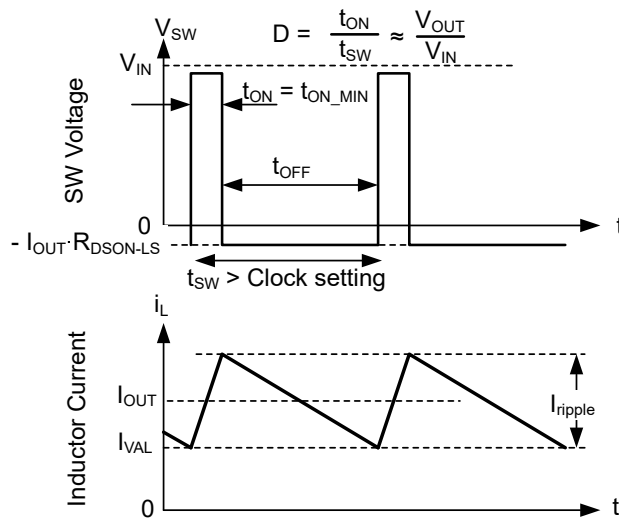 V_SW
D = t_ON / t_SW ≈ V_OUT / V_IN
V_IN
t_ON = t_ON_MIN
SW Voltage
t_OFF
0
t
- I_OUT·R_DSON-LS
t_SW > Clock setting
i_L
Inductor Current
I_OUT
I_ripple
I_VAL
0
t